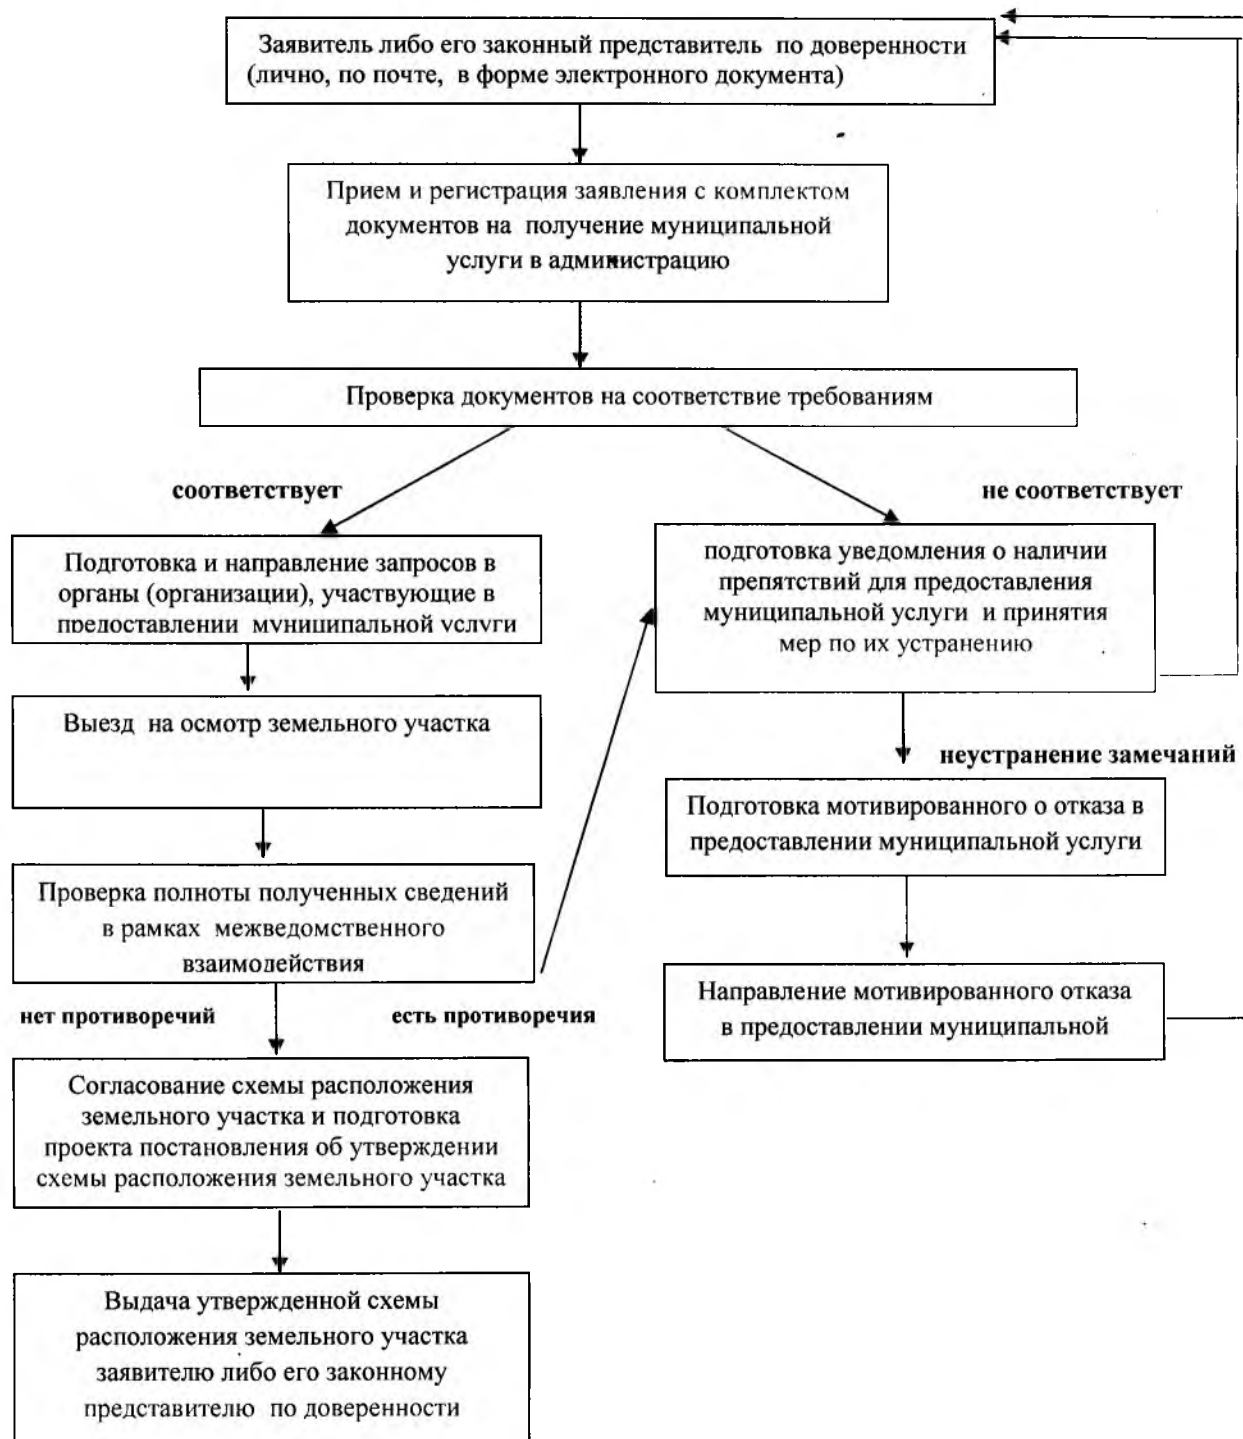 Заявитель либо его законный представитель по доверенности
(лично, по почте, в форме электронного документа)
Прием и регистрация заявления с комплектом
документов на получение муниципальной
услуги в администрацию
Проверка документов на соответствие требованиям
соответствует
не соответствует
Подготовка и направление запросов в
органы (организации), участвующие в
предоставлении муниципальной услуги
подготовка уведомления о наличии
препятствий для предоставления
муниципальной услуги и принятия
мер по их устранению
Выезд на осмотр земельного участка
неустранение замечаний
Подготовка мотивированного о отказа в
предоставлении муниципальной услуги
Проверка полноты полученных сведений
в рамках межведомственного
взаимодействия
нет противоречий
есть противоречия
Направление мотивированного отказа
в предоставлении муниципальной
Согласование схемы расположения
земельного участка и подготовка
проекта постановления об утверждении
схемы расположения земельного участка
Выдача утвержденной схемы
расположения земельного участка
заявителю либо его законному
представителю по доверенности